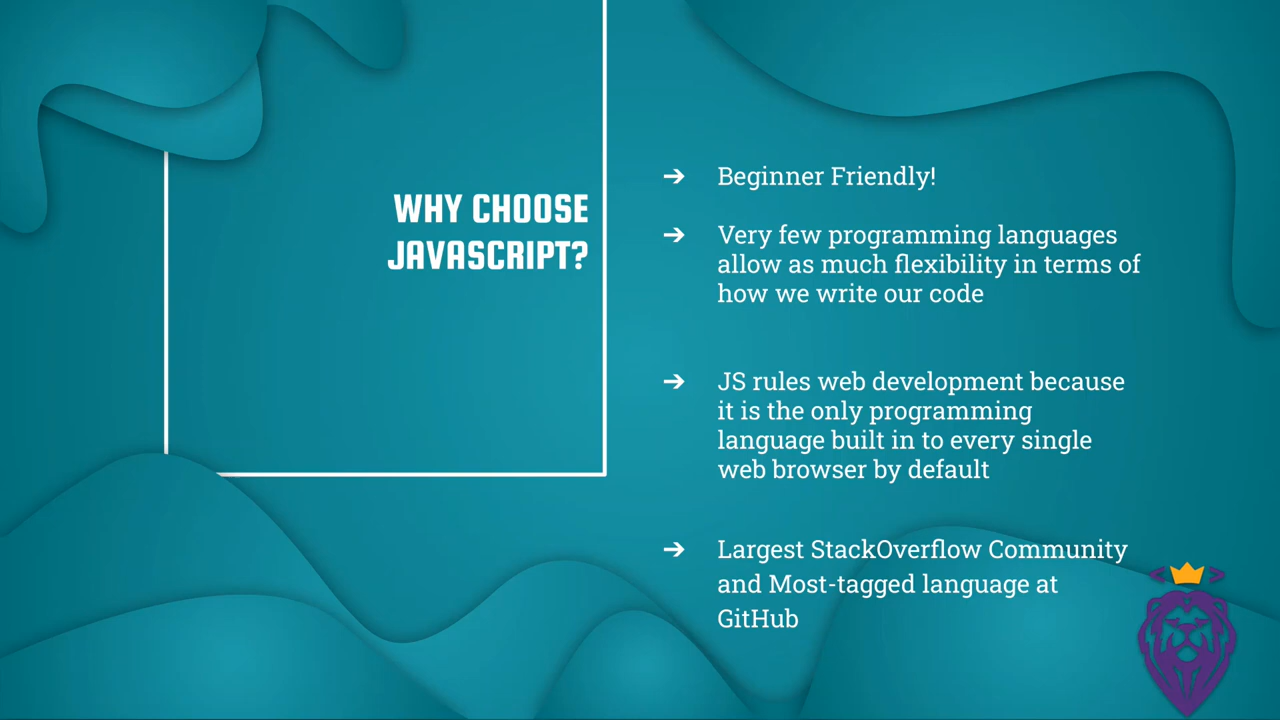 WHY CHOOSE
JAVASCRIPT?
➔ Beginner Friendly!
➔ Very few programming languages
allow as much flexibility in terms of
how we write our code
➔ JS rules web development because
it is the only programming
language built in to every single
web browser by default
➔ Largest StackOverflow Community
and Most-tagged language at
GitHub